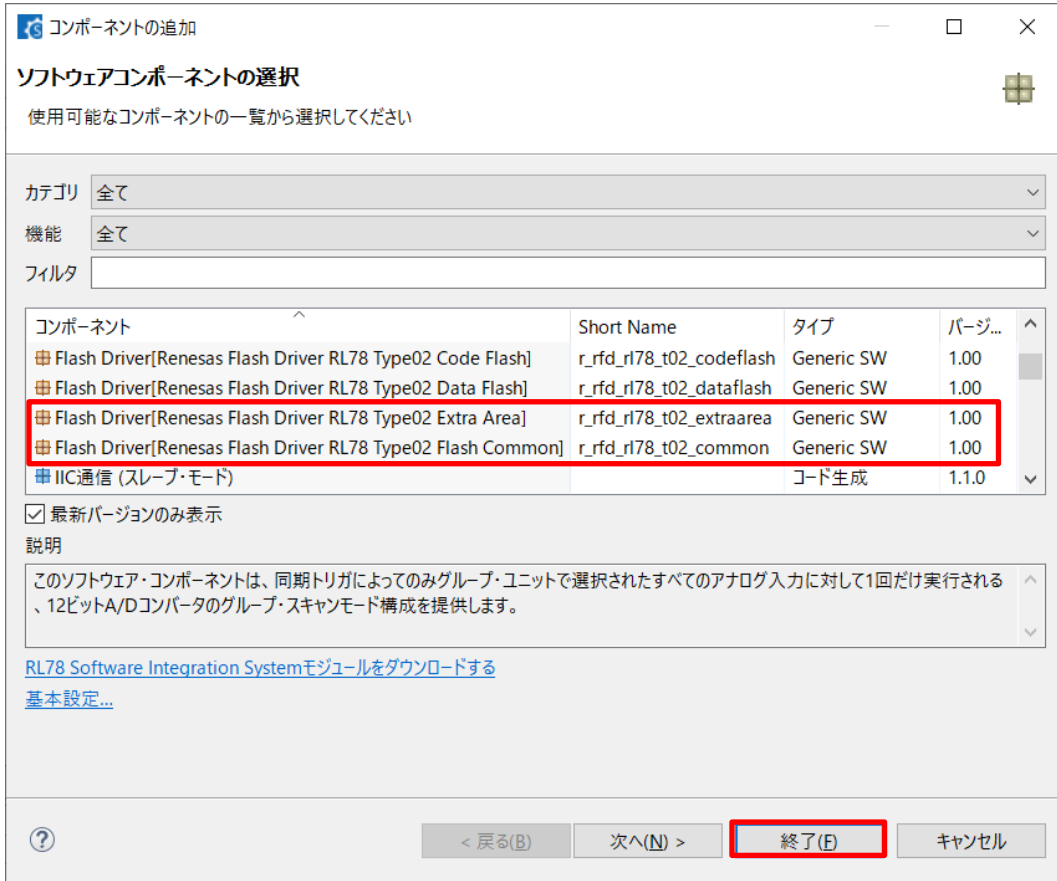 コンポーネントの追加
ソフトウェアコンポーネントの選択
使用可能なコンポーネントの一覧から選択してください
カテゴリ 全て
機能 全て
フィルタ
コンポーネント Short Name タイプ バージ...
Flash Driver[Renesas Flash Driver RL78 Type02 Code Flash] r_rfd_rl78_t02_codeflash Generic SW 1.00
Flash Driver[Renesas Flash Driver RL78 Type02 Data Flash] r_rfd_rl78_t02_dataflash Generic SW 1.00
Flash Driver[Renesas Flash Driver RL78 Type02 Extra Area] r_rfd_rl78_t02_extraarea Generic SW 1.00
Flash Driver[Renesas Flash Driver RL78 Type02 Flash Common] r_rfd_rl78_t02_common Generic SW 1.00
IIC通信 (スレーブ・モード) コード生成 1.1.0
最新バージョンのみ表示
説明
このソフトウェア・コンポーネントは、同期トリガによってのみグループ・ユニットで選択されたすべてのアナログ入力に対して1回だけ実行される
、12ビットA/Dコンバータのグループ・スキャンモード構成を提供します。
RL78 Software Integration Systemモジュールをダウンロードする
基本設定...
< 戻る(B) 次へ(N) > 終了(F) キャンセル